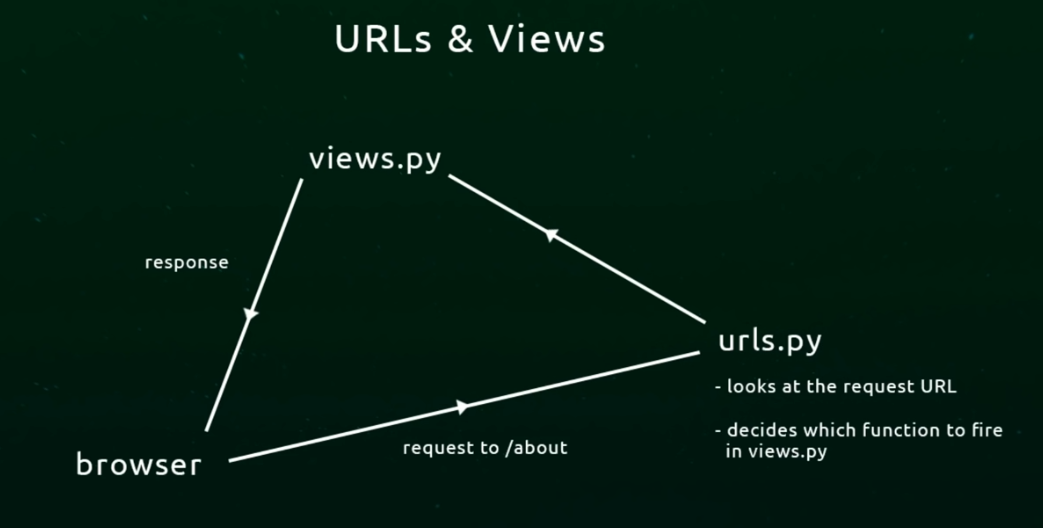 URLs & Views
views.py
response
urls.py
- looks at the request URL
- decides which function to fire
in views.py
request to /about
browser